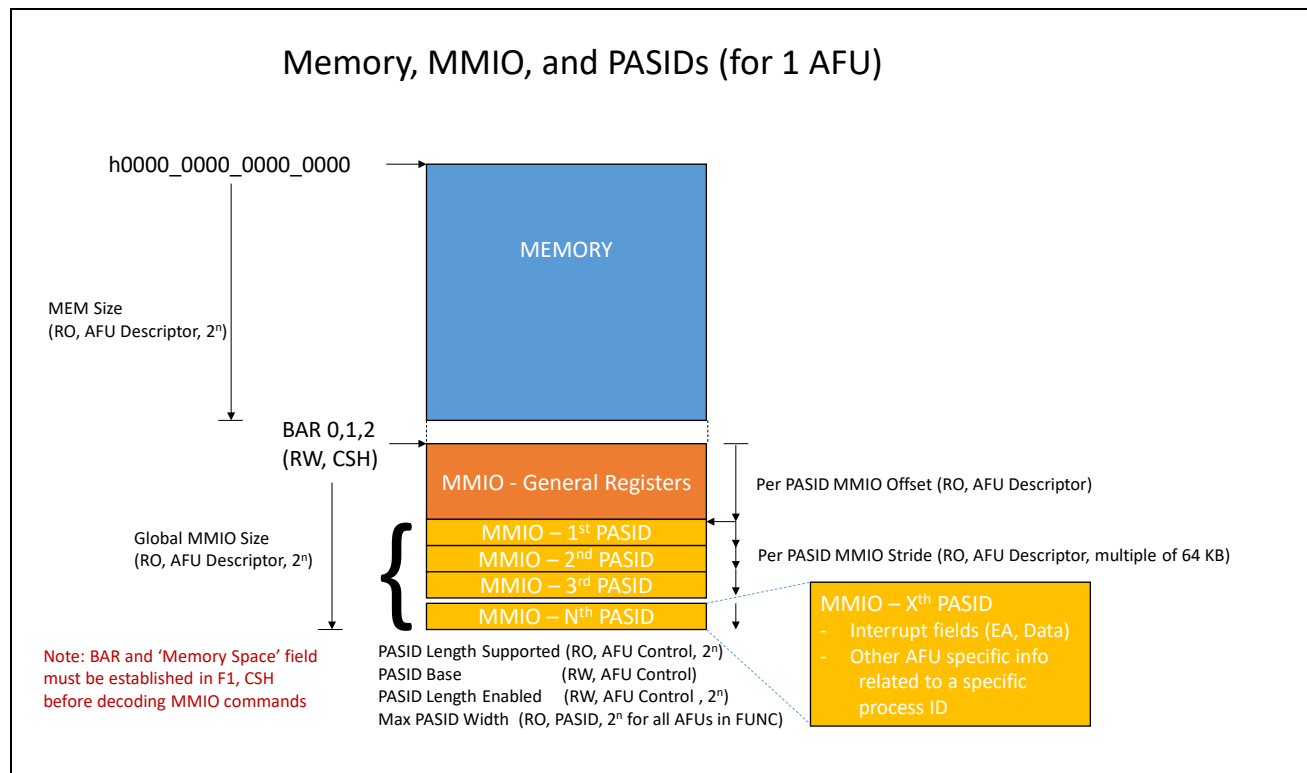 Memory, MMIO, and PASIDs (for 1 AFU)
h0000_0000_0000_0000
MEMORY
MEM Size
(RO, AFU Descriptor, 2ⁿ)
BAR 0,1,2
(RW, CSH)
MMIO - General Registers
Per PASID MMIO Offset (RO, AFU Descriptor)
Global MMIO Size
(RO, AFU Descriptor, 2ⁿ)
{
MMIO – 1ˢᵗ PASID
MMIO – 2ⁿᵈ PASID
MMIO – 3ʳᵈ PASID
MMIO – Nᵗʰ PASID
Per PASID MMIO Stride (RO, AFU Descriptor, multiple of 64 KB)
MMIO – Xᵗʰ PASID
- Interrupt fields (EA, Data)
- Other AFU specific info
related to a specific
process ID
Note: BAR and ‘Memory Space’ field
must be established in F1, CSH
before decoding MMIO commands
PASID Length Supported (RO, AFU Control, 2ⁿ)
PASID Base (RW, AFU Control)
PASID Length Enabled (RW, AFU Control , 2ⁿ)
Max PASID Width (RO, PASID, 2ⁿ for all AFUs in FUNC)